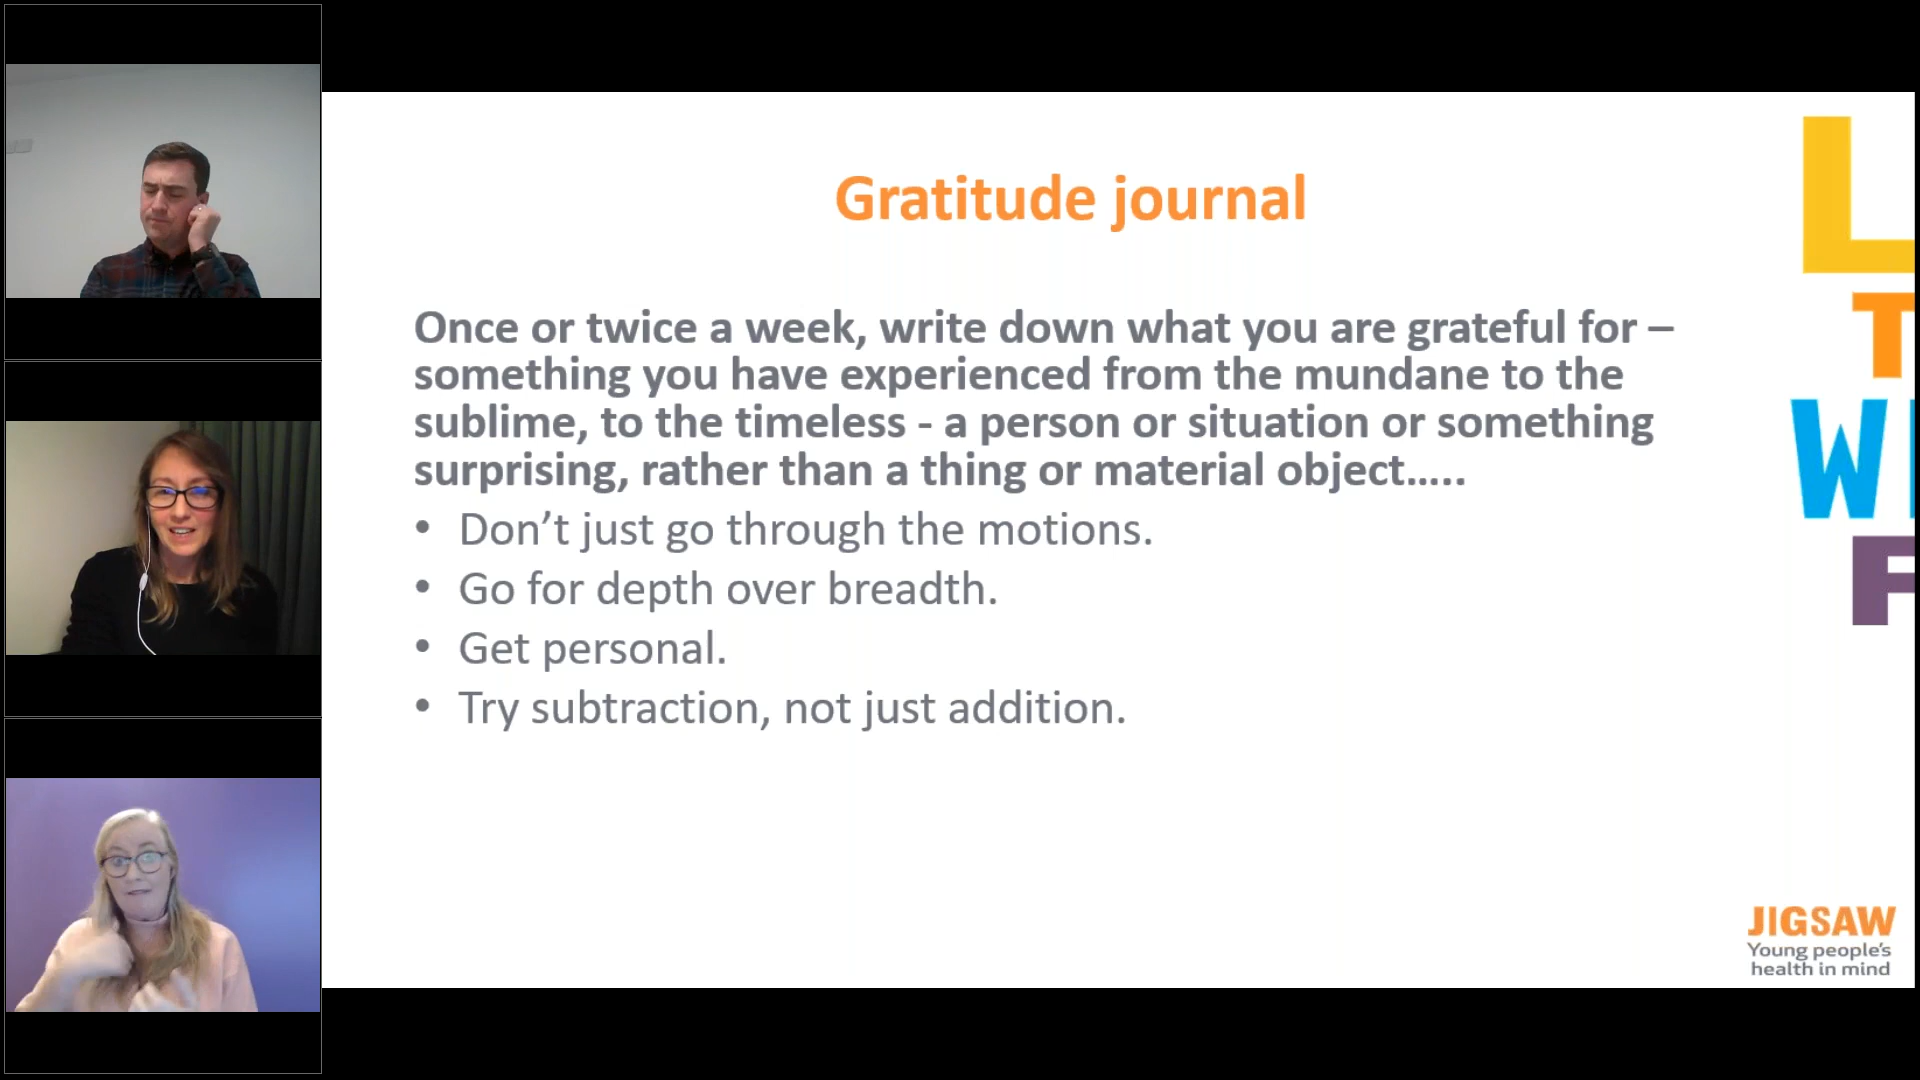 Gratitude journal
Once or twice a week, write down what you are grateful for –
something you have experienced from the mundane to the
sublime, to the timeless - a person or situation or something
surprising, rather than a thing or material object…..
• Don’t just go through the motions.
• Go for depth over breadth.
• Get personal.
• Try subtraction, not just addition.
L
T
W
F
JIGSAW
Young people’s
health in mind